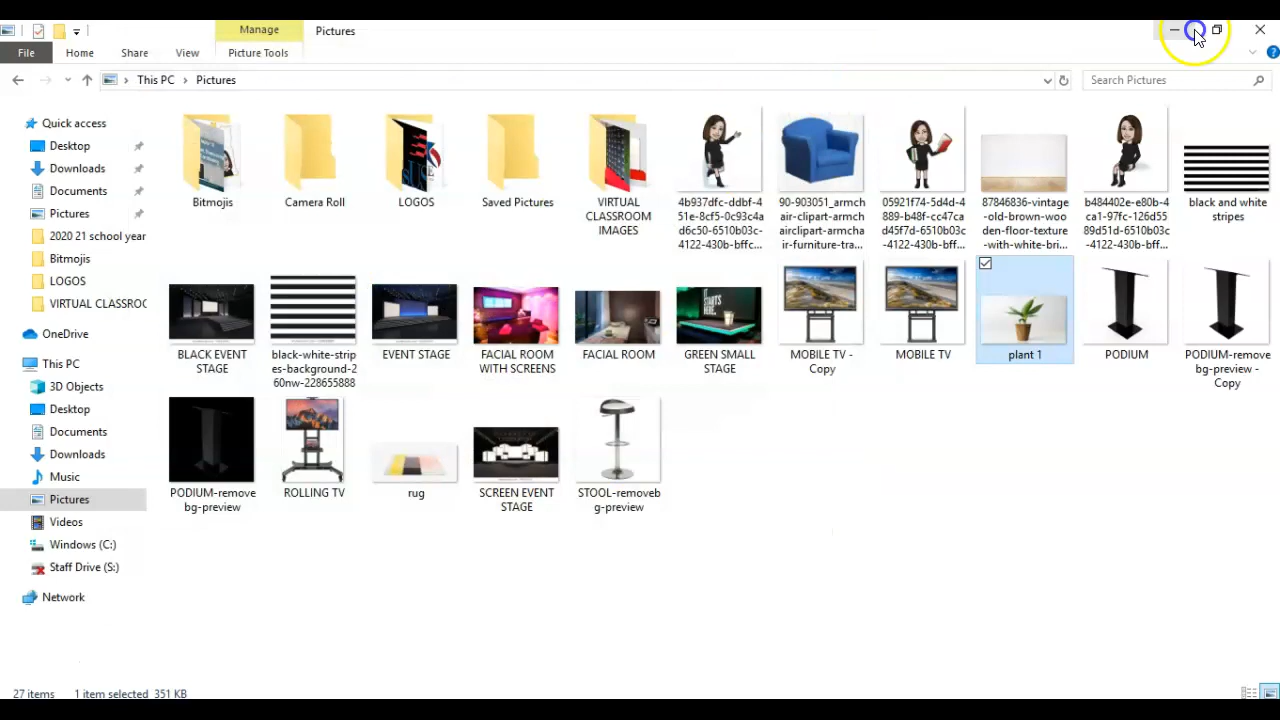 Manage
Pictures
File
Home
Share
View
Picture Tools
This PC
Pictures
Search Pictures
Quick access
Desktop
Downloads
Documents
Pictures
2020 21 school year
Bitmojis
LOGOS
VIRTUAL CLASSROC
OneDrive
This PC
3D Objects
Desktop
Documents
Downloads
Music
Pictures
Videos
Windows (C:)
Staff Drive (S:)
Network
Bitmojis
Camera Roll
LOGOS
Saved Pictures
VIRTUAL
CLASSROOM
IMAGES
4b937dfc-ddbf-4
51e-8cf5-0c93c4a
d6c50-6510b03c-
4122-430b-bffc...
90-903051_armch
air-clipart-armcha
airclipart-armcha
ir-furniture-tra...
05921f74-5d4d-4
889-b48f-cc47ca
d45f7d-6510b03c
-4122-430b-bff...
87846836-vintage
-old-brown-woo
den-floor-texture
-with-white-bri...
b484402e-e80b-4
ca1-97fc-126d55
89d51d-6510b03
c-4122-430b-bff...
black and white
stripes
BLACK EVENT
STAGE
black-white-strip
es-background-2
60nw-228655888
EVENT STAGE
FACIAL ROOM
WITH SCREENS
FACIAL ROOM
GREEN SMALL
STAGE
MOBILE TV -
Copy
MOBILE TV
plant 1
PODIUM
PODIUM-remove
bg-preview -
Copy
PODIUM-remove
bg-preview
ROLLING TV
rug
SCREEN EVENT
STAGE
STOOL-removeb
g-preview
27 items
1 item selected 351 KB